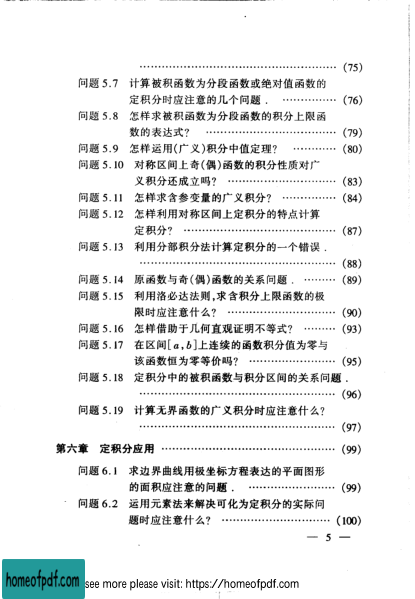 ………………………………………………… (75)
问题 5.7 计算被积函数为分段函数或绝对值函数的
定积分时应注意的几个问题． …………… (76)
问题 5.8 怎样求被积函数为分段函数的积分上限函
数的表达式？ ……………………………… (79)
问题 5.9 怎样运用(广义)积分中值定理？ ………… (80)
问题 5.10 对称区间上奇(偶)函数的积分性质对广
义积分还成立吗？ ………………………… (83)
问题 5.11 怎样求含参变量的广义积分？ …………… (84)
问题 5.12 怎样利用对称区间上定积分的特点计算
定积分？ …………………………………… (87)
问题 5.13 利用分部积分法计算定积分的一个错误．
………………………………………………… (88)
问题 5.14 原函数与奇(偶)函数的关系问题． ……… (89)
问题 5.15 利用洛必达法则,求含积分上限函数的极
限时应注意什么？ ………………………… (90)
问题 5.16 怎样借助于几何直观证明不等式？ ……… (93)
问题 5.17 在区间[a,b]上连续的函数积分值为零与
该函数恒为零等价吗？ …………………… (95)
问题 5.18 定积分中的被积函数与积分区间的关系问题．
………………………………………………… (96)
问题 5.19 计算无界函数的广义积分时应注意什么？
………………………………………………… (97)
第六章 定积分应用 ………………………………………… (99)
问题 6.1 求边界曲线用极坐标方程表达的平面图形
的面积应注意的问题． …………………… (99)
问题 6.2 运用元素法来解决可化为定积分的实际问
题时应注意什么？ ………………………… (100)
— 5 —
homeofpdf.com see more please visit: https://homeofpdf.com